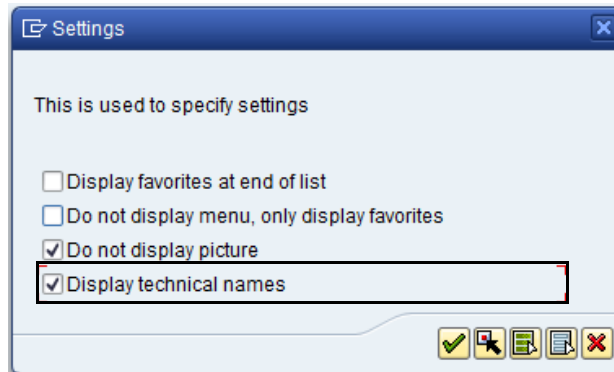 Settings
This is used to specify settings
Display favorites at end of list
Do not display menu, only display favorites
Do not display picture
Display technical names